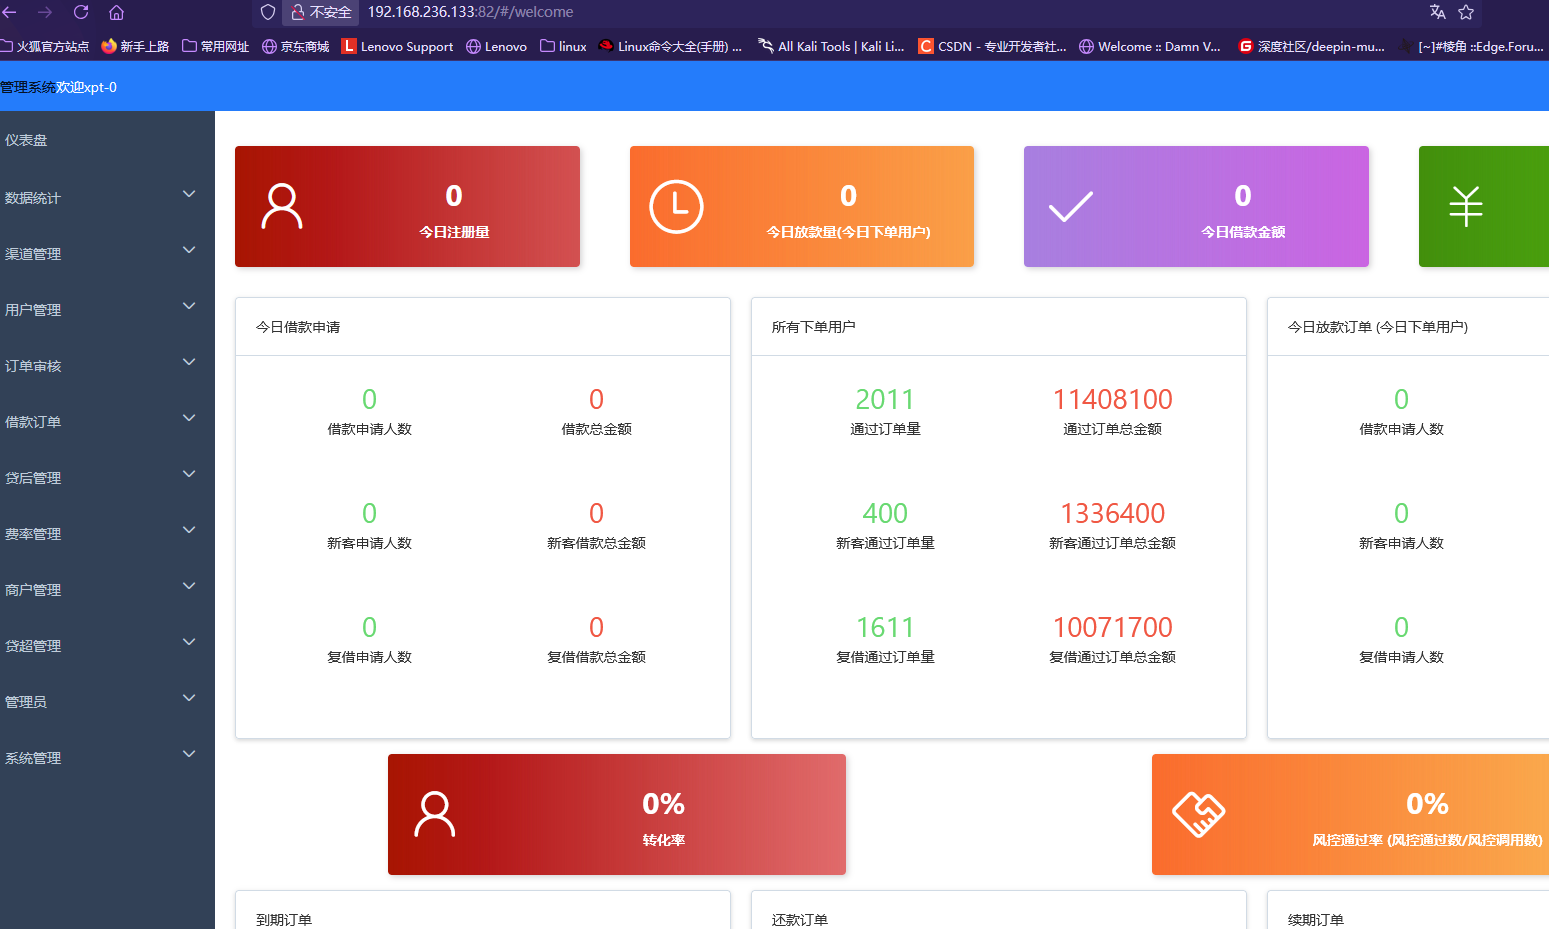 不安全 192.168.236.133:82/#/welcome
火狐官方站点 新手上路 常用网址 京东商城 Lenovo Support Lenovo linux Linux命令大全(手册) ... All Kali Tools | Kali Li... CSDN - 专业开发者社... Welcome :: Damn V... 深度社区/deepin-mu... [~]#棱角 ::Edge.Foru...
管理系统欢迎xpt-0
仪表盘
数据统计
渠道管理
用户管理
订单审核
借款订单
贷后管理
费率管理
商户管理
贷超管理
管理员
系统管理
0
今日注册量
0
今日放款量(今日下单用户)
0
今日借款金额
今日借款申请
0
借款申请人数
0
借款总金额
0
新客申请人数
0
新客借款总金额
0
复借申请人数
0
复借借款总金额
所有下单用户
2011
通过订单量
11408100
通过订单总金额
400
新客通过订单量
1336400
新客通过订单总金额
1611
复借通过订单量
10071700
复借通过订单总金额
今日放款订单 (今日下单用户)
0
借款申请人数
0
新客申请人数
0
复借申请人数
0%
转化率
0%
风控通过率 (风控通过数/风控调用数)
到期订单
还款订单
续期订单